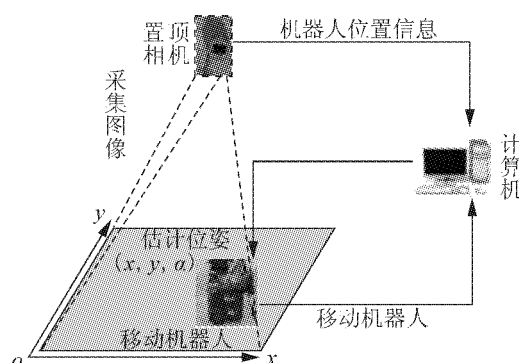 置顶
相机
机器人位置信息
采集图像
计算机
y
估计位姿
(x, y, α)
移动机器人
移动机器人
o
x